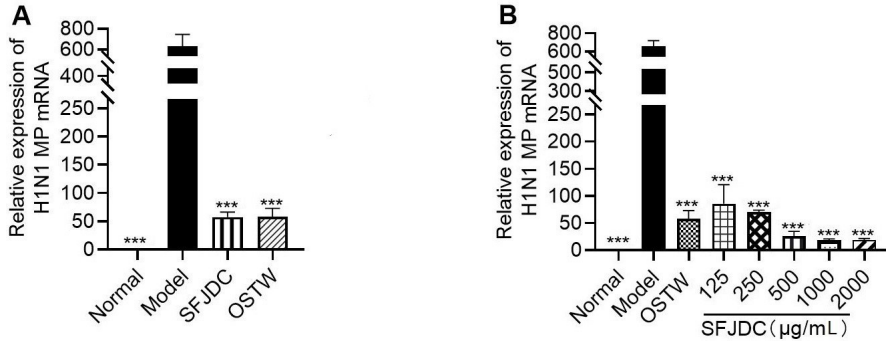 A
Relative expression of
H1N1 MP mRNA
800
600
400
250
200
150
100
50
0
***
***
***
Normal
Model
SFJDC
OSTW
B
Relative expression of
H1N1 MP mRNA
800
600
500
300
200
150
100
50
0
***
***
***
***
***
***
***
Normal
Model
OSTW
125
250
500
1000
2000
SFJDC(μg/mL)